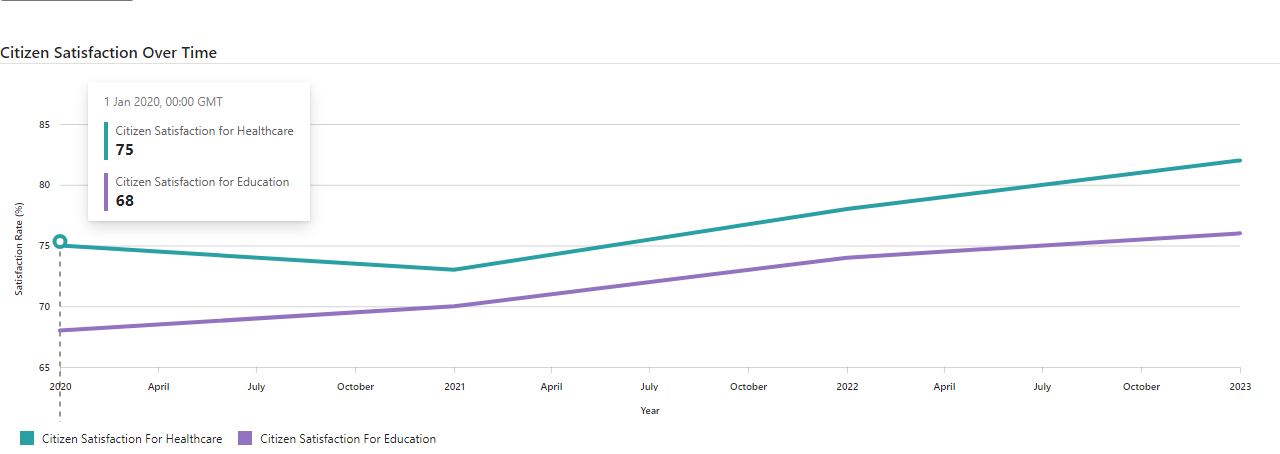 Citizen Satisfaction Over Time
1 Jan 2020, 00:00 GMT
Citizen Satisfaction for Healthcare
75
Citizen Satisfaction for Education
68
Satisfaction Rate (%)
85
80
75
70
65
2020 April July October 2021 April July October 2022 April July October 2023
Year
Citizen Satisfaction For Healthcare Citizen Satisfaction For Education